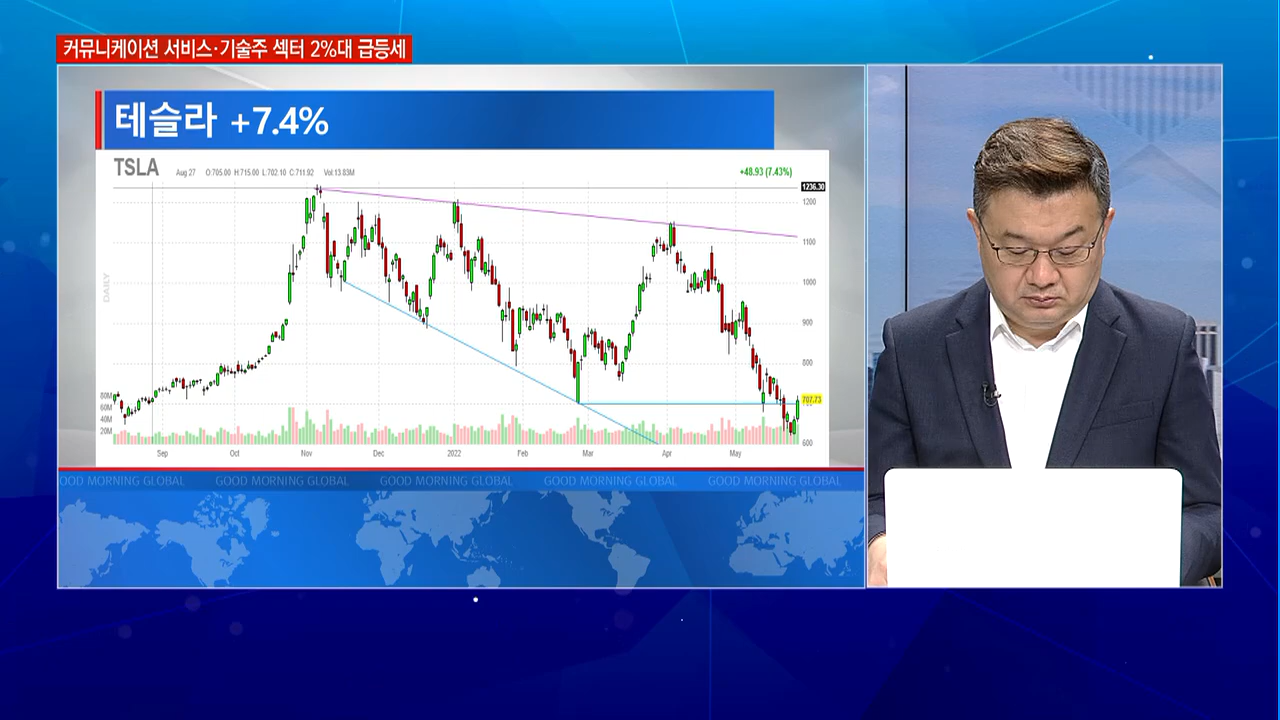 커뮤니케이션 서비스·기술주 섹터 2%대 급등세
테슬라 +7.4%
TSLA Aug 27 O:705.00 H:715.00 L:702.10 C:711.92 Vol:13.83M +48.93 (7.43%)
1236.30
1200
1100
1000
900
800
707.73
600
DAILY
80M
60M
40M
20M
Sep Oct Nov Dec 2022 Feb Mar Apr May
OOD MORNING GLOBAL GOOD MORNING GLOBAL GOOD MORNING GLOBAL GOOD MORNING GLOBAL GOOD MORNING GLOBAL